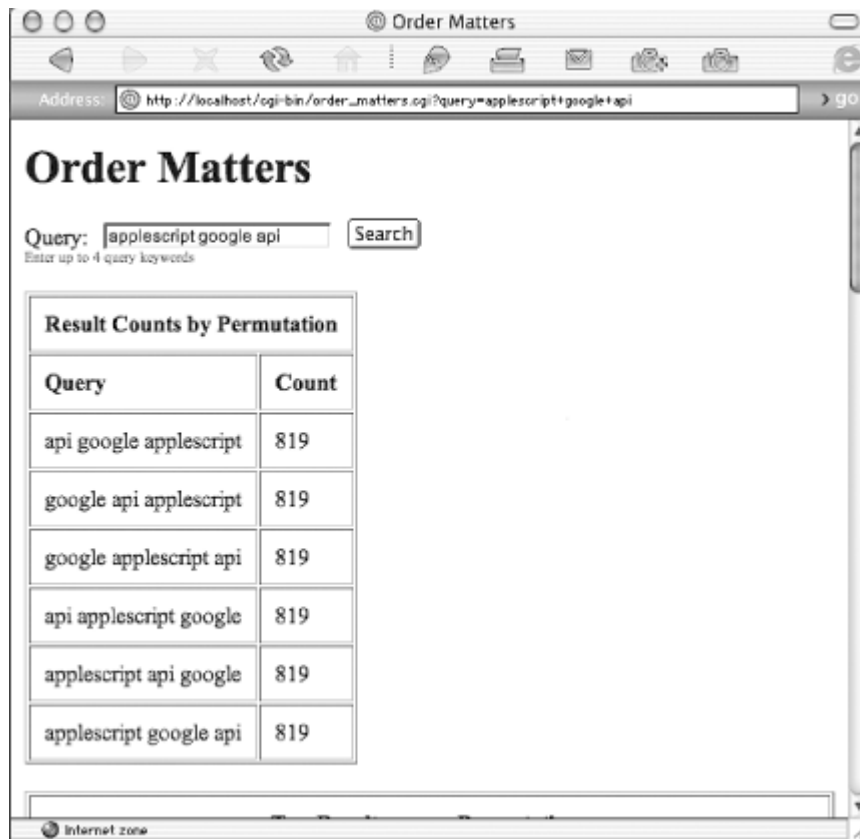 Order Matters
Address: http://localhost/cgi-bin/order_matters.cgi?query=applescript+google+api go
Order Matters
Query: applescript google api Search
Enter up to 4 query keywords
Result Counts by Permutation
Query Count
api google applescript 819
google api applescript 819
google applescript api 819
api applescript google 819
applescript api google 819
applescript google api 819
Internet zone